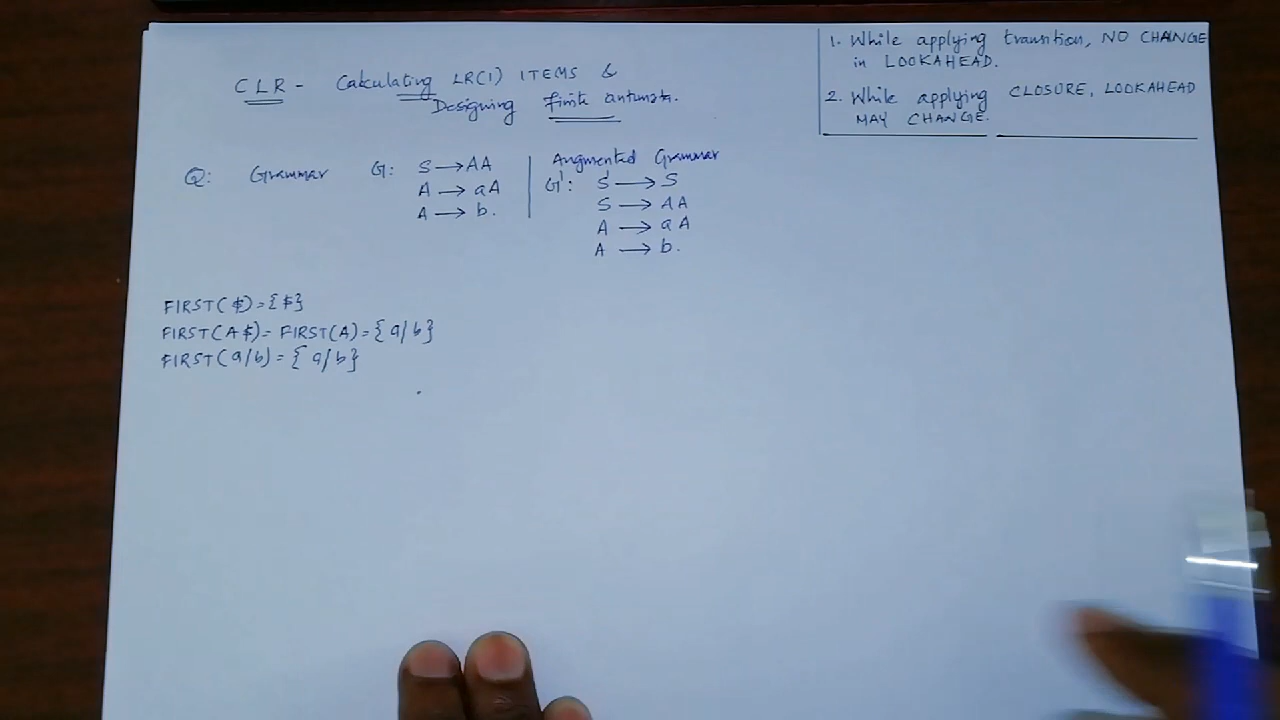 CLR - Calculating LR(1) ITEMS &
Designing finite automata.
1. While applying transition, NO CHANGE
in LOOKAHEAD.
2. While applying CLOSURE, LOOKAHEAD
MAY CHANGE.
Q: Grammar G: S → AA
A → aA
A → b.
Augmented Grammar
G': S' → S
S → AA
A → aA
A → b.
FIRST($) = {$}
FIRST(A$) = FIRST(A) = {a/b}
FIRST(a/b) = {a/b}